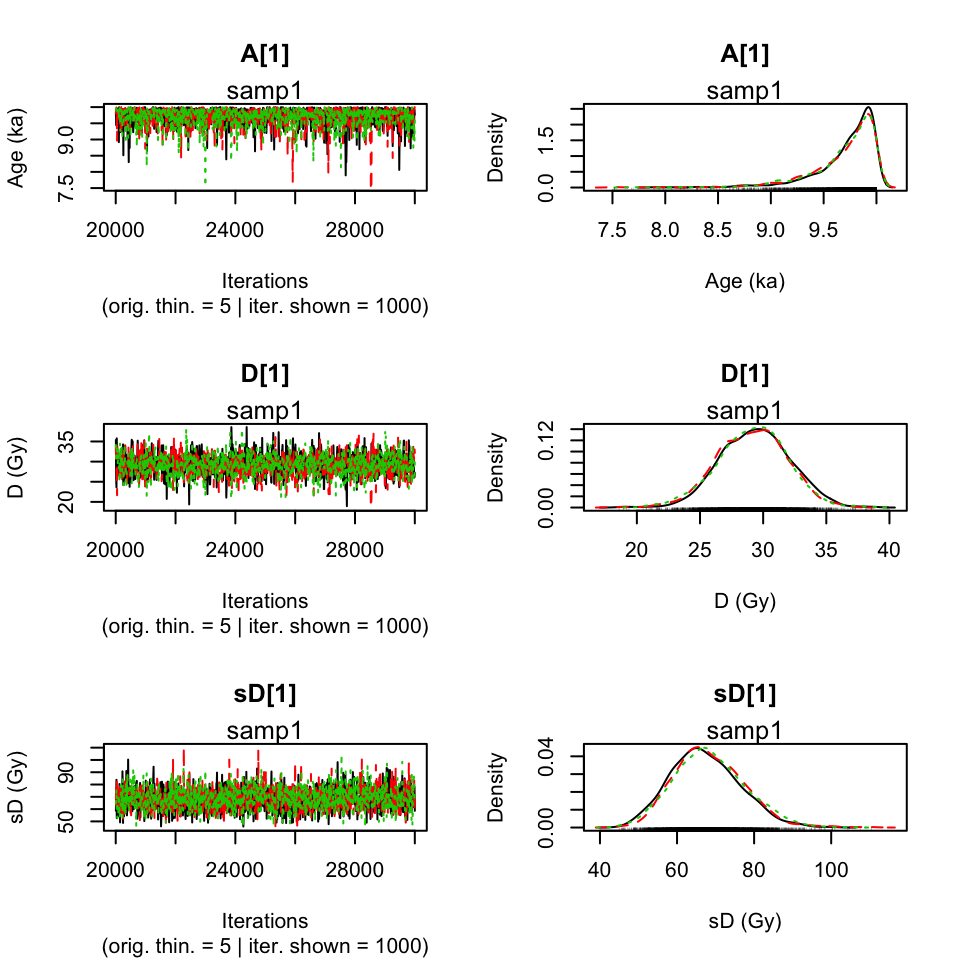 A[1]
samp1
Age (ka)
7.5 9.0
20000 24000 28000
Iterations
(orig. thin. = 5 | iter. shown = 1000)
A[1]
samp1
Density
0.0 1.5
7.5 8.0 8.5 9.0 9.5
Age (ka)
D[1]
samp1
D (Gy)
20 35
20000 24000 28000
Iterations
(orig. thin. = 5 | iter. shown = 1000)
D[1]
samp1
Density
0.00 0.12
20 25 30 35 40
D (Gy)
sD[1]
samp1
sD (Gy)
50 90
20000 24000 28000
Iterations
(orig. thin. = 5 | iter. shown = 1000)
sD[1]
samp1
Density
0.00 0.04
40 60 80 100
sD (Gy)